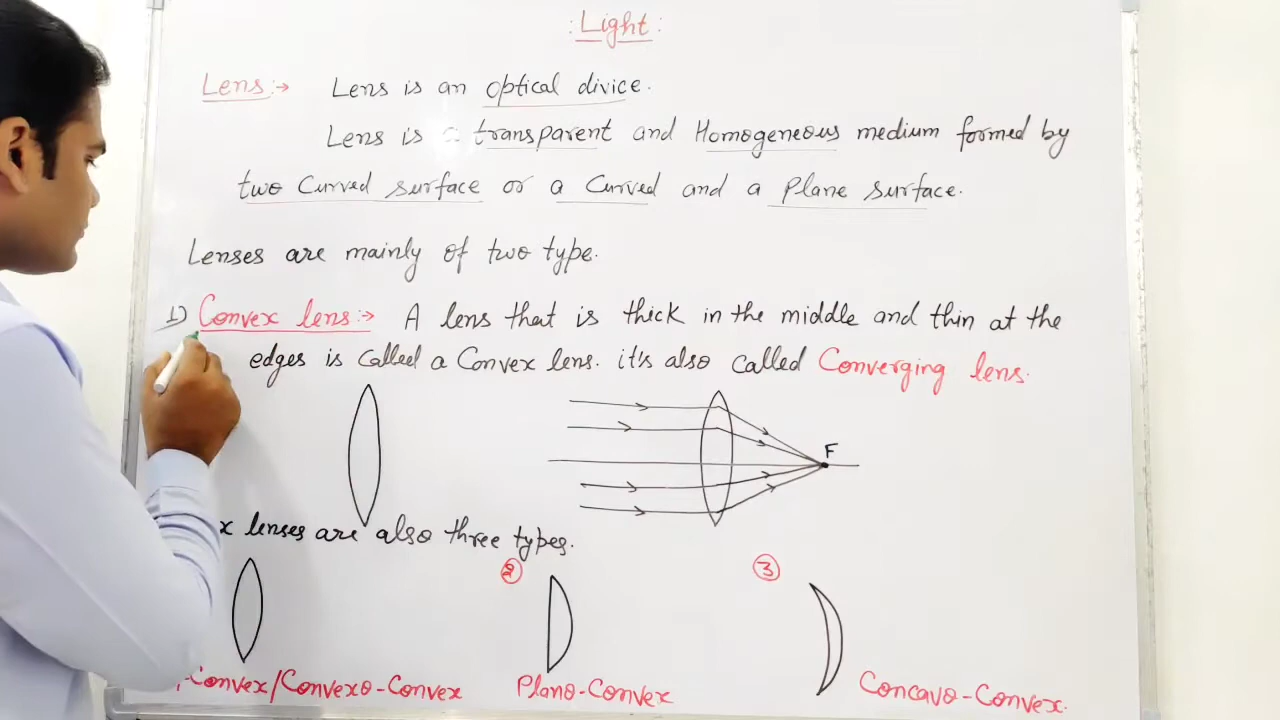 : Light :
Lens :→ Lens is an optical divice.
Lens is a transparent and Homogeneous medium formed by
two Curved surface or a Curved and a plane surface.
Lenses are mainly of two type.
1) Convex lens :→ A lens that is thick in the middle and thin at the
edges is called a Convex lens. it's also called Converging lens.
F
x lenses are also three types.
2 3
Convex/Convexo-Convex Plano-Convex Concavo-Convex.